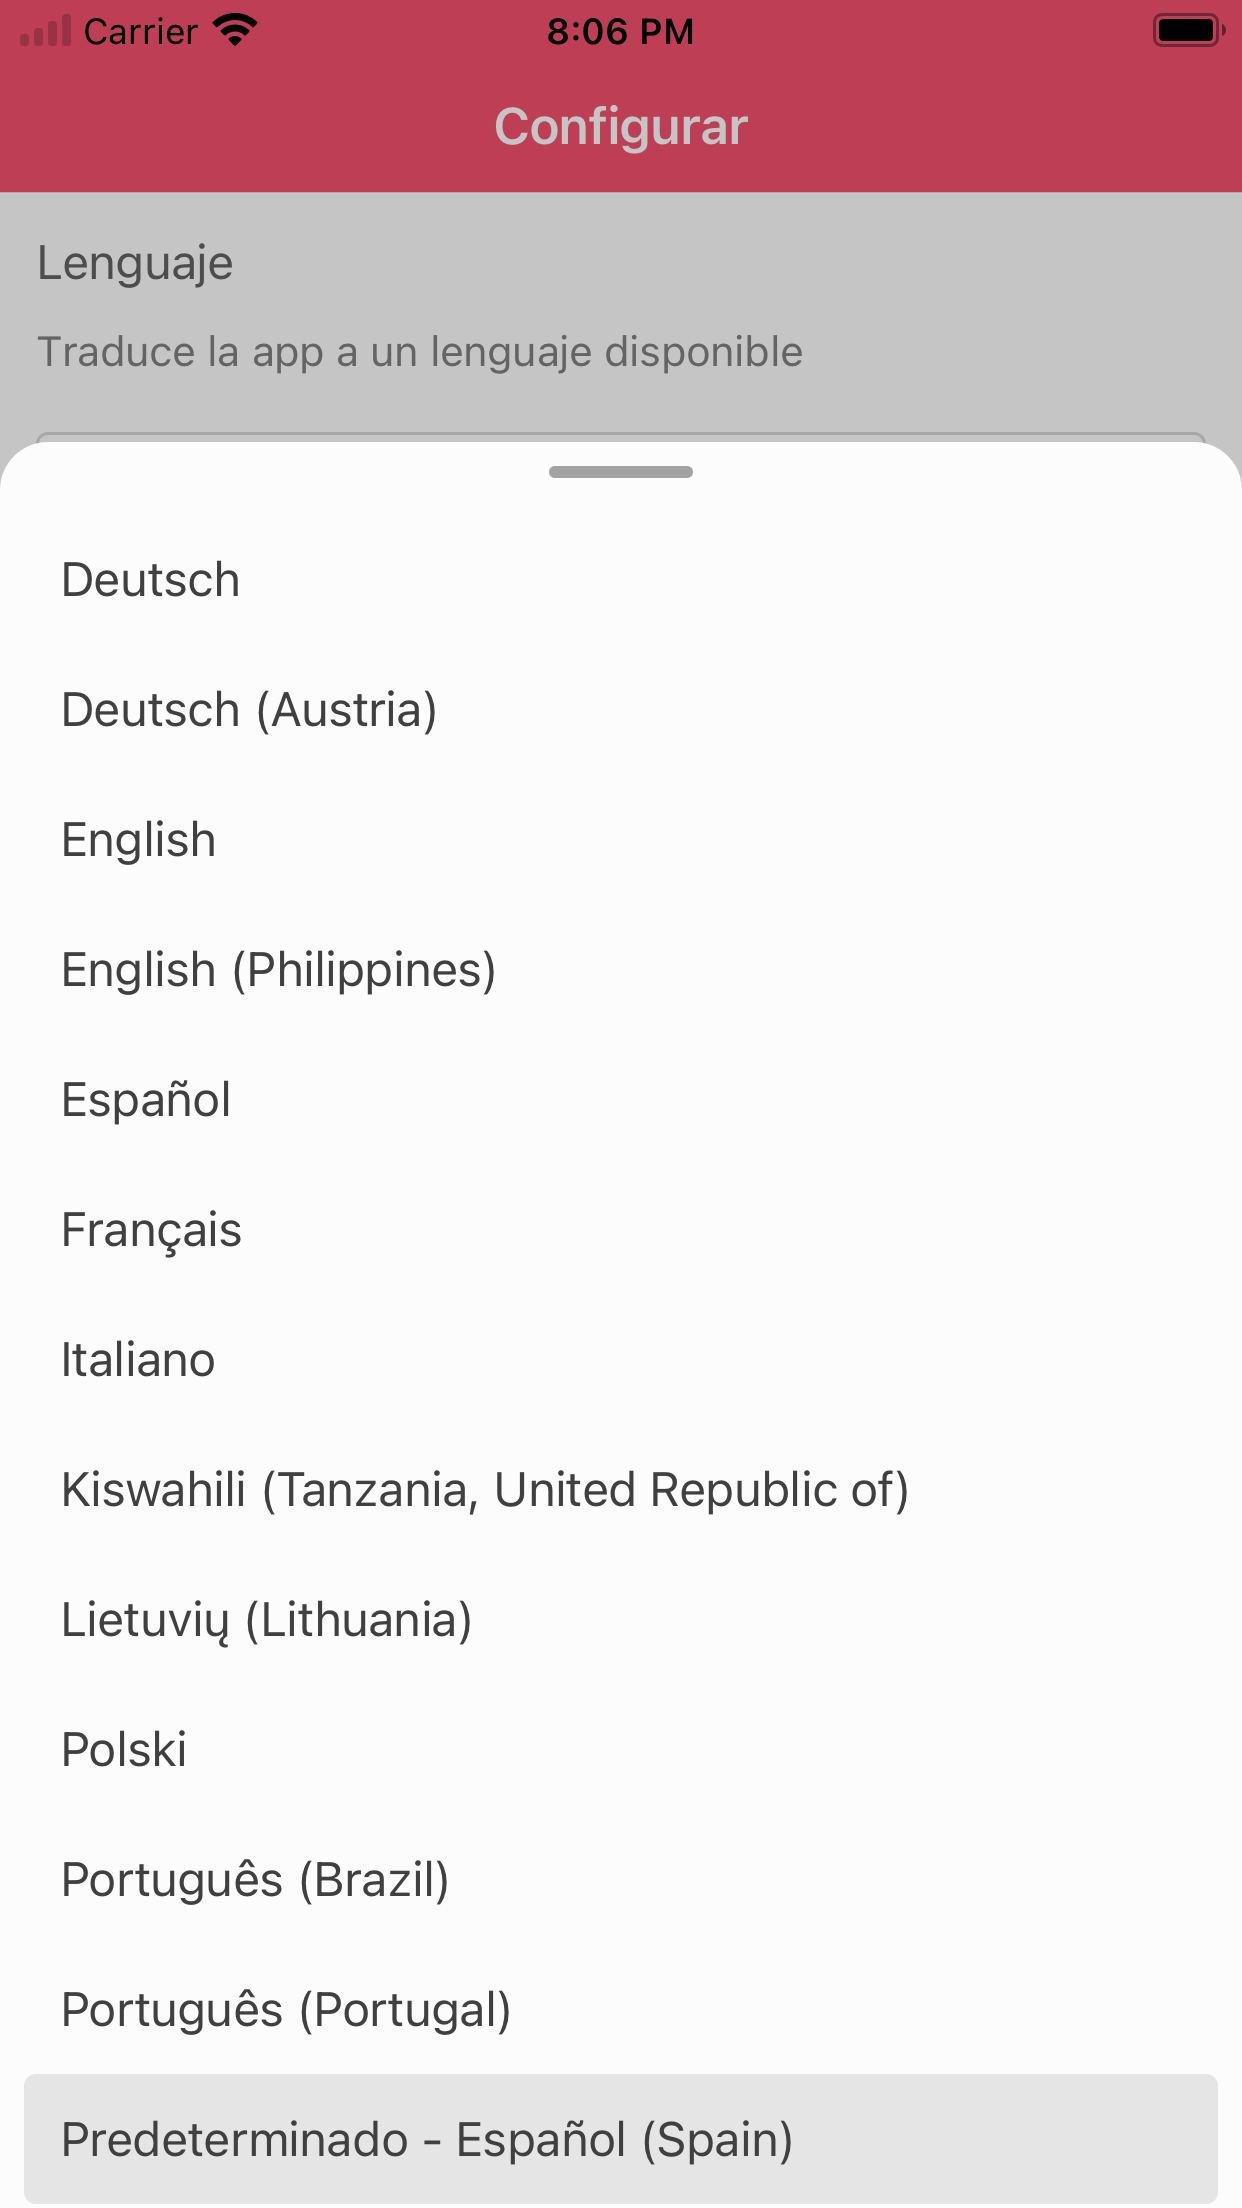 Carrier 8:06 PM
Configurar
Lenguaje
Traduce la app a un lenguaje disponible
Deutsch
Deutsch (Austria)
English
English (Philippines)
Español
Français
Italiano
Kiswahili (Tanzania, United Republic of)
Lietuvių (Lithuania)
Polski
Português (Brazil)
Português (Portugal)
Predeterminado - Español (Spain)